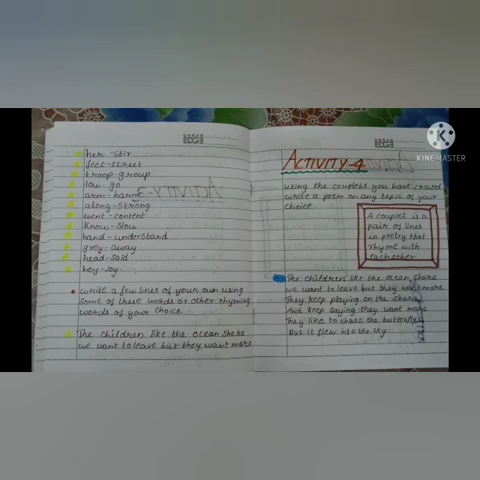 her-stir
feet-street
troop-group
low-go
arm-harm
along-strong
went-content
Know-Slow
hand-understand
grey-away
head-said
boy-joy
write a few lines of your own using
some of these words or other rhyming
words of your choice.
The children like the ocean shore
we want to leave but they want more
EDGE
ACTIVITY-4
using the couplets you have
write a poem on any topic of your
choice
A couplet is a
pair of lines
in poetry that
rhyme with
each other
The children like the ocean shore
we want to leave but they want more
They keep playing on the shore
And keep saying they want more
They like to chase the butterfly
But it flew into the sky
KINEMASTER